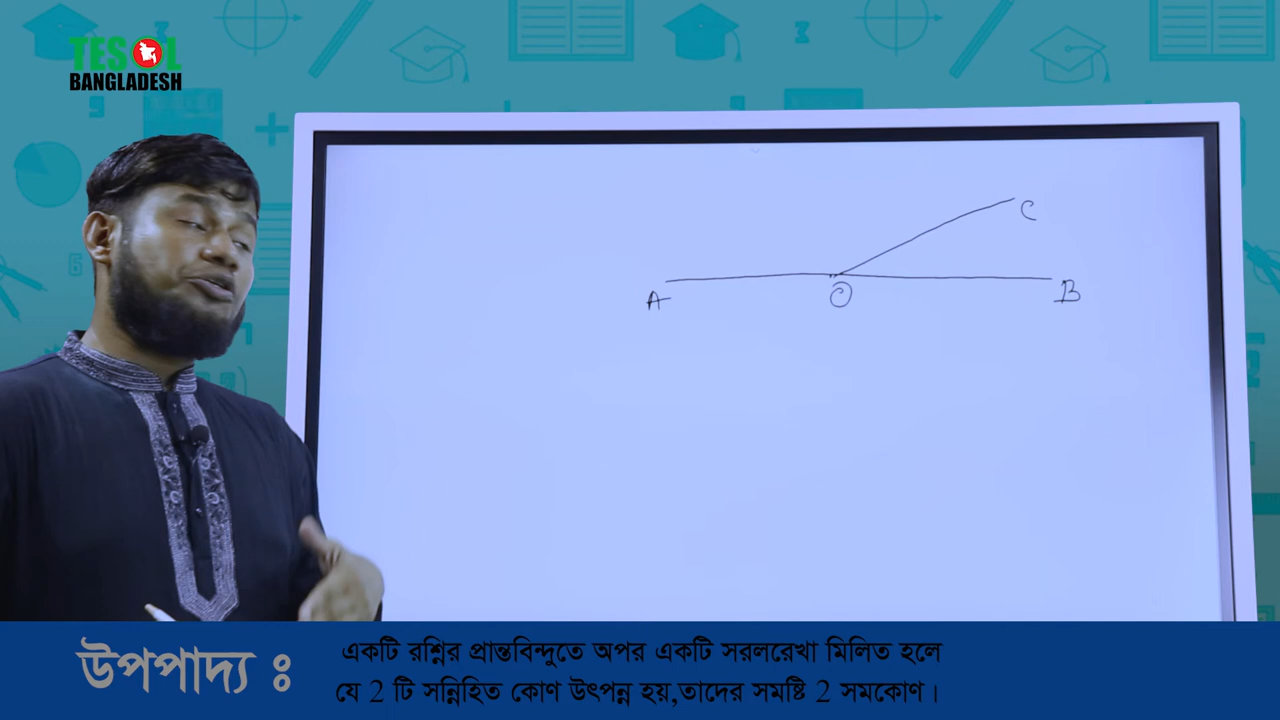 TESOL
BANGLADESH
C
A
O
B
উপপাদ্য ঃ
একটি রশ্নির প্রান্তবিন্দুতে অপর একটি সরলরেখা মিলিত হলে
যে 2 টি সন্নিহিত কোণ উৎপন্ন হয়,তাদের সমষ্টি 2 সমকোণ।